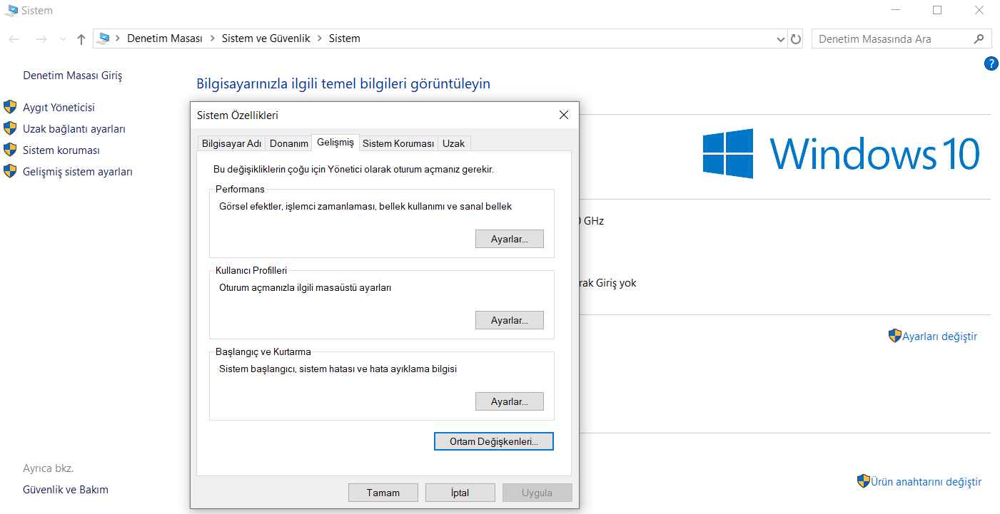 Sistem
Denetim Masası > Sistem ve Güvenlik > Sistem
Denetim Masasında Ara
?
Denetim Masası Giriş
Aygıt Yöneticisi
Uzak bağlantı ayarları
Sistem koruması
Gelişmiş sistem ayarları
Ayrıca bkz.
Güvenlik ve Bakım
Bilgisayarınızla ilgili temel bilgileri görüntüleyin
Sistem Özellikleri
Bilgisayar Adı Donanım Gelişmiş Sistem Koruması Uzak
Bu değişikliklerin çoğu için Yönetici olarak oturum açmanız gerekir.
Performans
Görsel efektler, işlemci zamanlaması, bellek kullanımı ve sanal bellek
Ayarlar...
Kullanıcı Profilleri
Oturum açmanızla ilgili masaüstü ayarları
Ayarlar...
Başlangıç ve Kurtarma
Sistem başlangıcı, sistem hatası ve hata ayıklama bilgisi
Ayarlar...
Ortam Değişkenleri...
Tamam İptal Uygula
Windows 10
GHz
Giriş yok
Ayarları değiştir
Ürün anahtarını değiştir